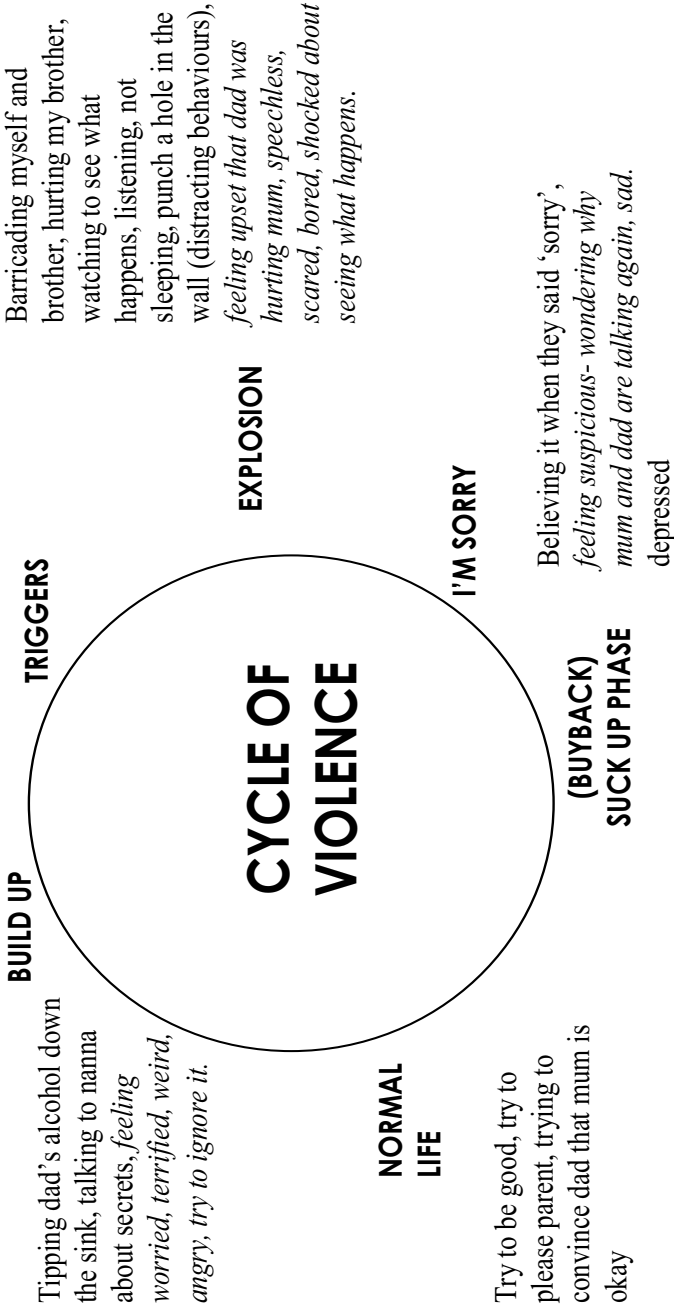 BUILD UP
Tipping dad’s alcohol down
the sink, talking to nanna
about secrets, feeling
worried, terrified, weird,
angry, try to ignore it.
TRIGGERS
EXPLOSION
Barricading myself and
brother, hurting my brother,
watching to see what
happens, listening, not
sleeping, punch a hole in the
wall (distracting behaviours),
feeling upset that dad was
hurting mum, speechless,
scared, bored, shocked about
seeing what happens.
CYCLE OF
VIOLENCE
I’M SORRY
Believing it when they said ‘sorry’,
feeling suspicious- wondering why
mum and dad are talking again, sad.
depressed
(BUYBACK)
SUCK UP PHASE
NORMAL
LIFE
Try to be good, try to
please parent, trying to
convince dad that mum is
okay